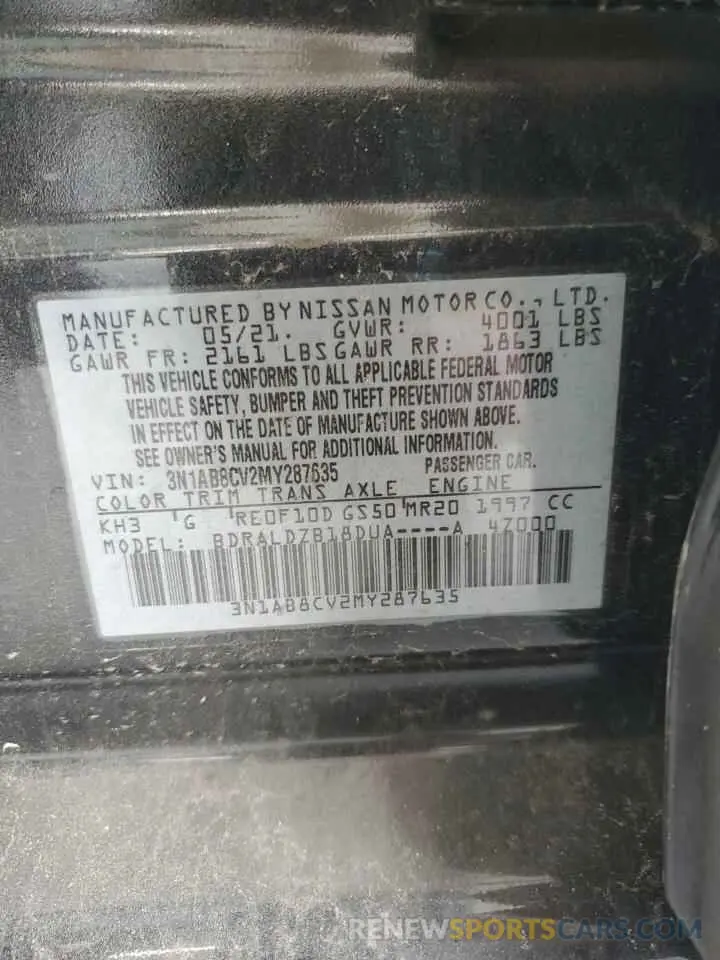 MANUFACTURED BY NISSAN MOTOR CO., LTD.
DATE: 05/21. GVWR: 4001 LBS
GAWR FR: 2161 LBS GAWR RR: 1863 LBS
THIS VEHICLE CONFORMS TO ALL APPLICABLE FEDERAL MOTOR
VEHICLE SAFETY, BUMPER AND THEFT PREVENTION STANDARDS
IN EFFECT ON THE DATE OF MANUFACTURE SHOWN ABOVE.
SEE OWNER'S MANUAL FOR ADDITIONAL INFORMATION.
VIN: 3N1AB8CV2MY287635 PASSENGER CAR.
COLOR TRIM TRANS AXLE ENGINE
KH3 G RE0F10D GS50 MR20 1997 CC
MODEL: BDRALDZB18DUA----A 4Z000
3N1AB8CV2MY287635
RENEWSPORTSCARS.COM